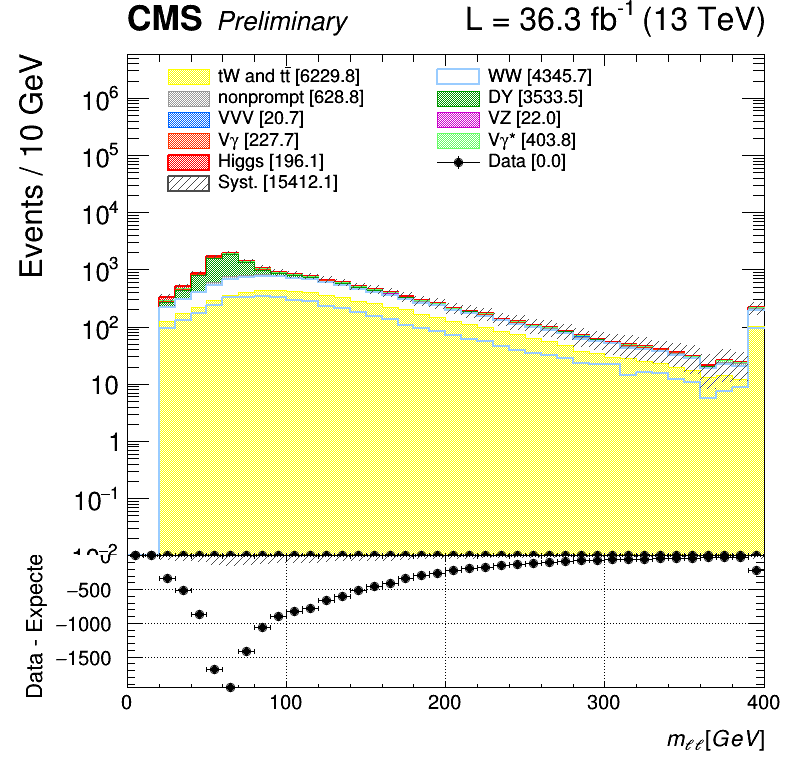 CMS Preliminary L = 36.3 fb⁻¹ (13 TeV)
Events / 10 GeV
tW and tt̄ [6229.8] WW [4345.7]
nonprompt [628.8] DY [3533.5]
VVV [20.7] VZ [22.0]
Vγ [227.7] Vγ* [403.8]
Higgs [196.1] Data [0.0]
Syst. [15412.1]
10⁶
10⁵
10⁴
10³
10²
10
1
10⁻¹
Data - Expecte
−500
−1000
−1500
0 100 200 300 400
mℓℓ[GeV]